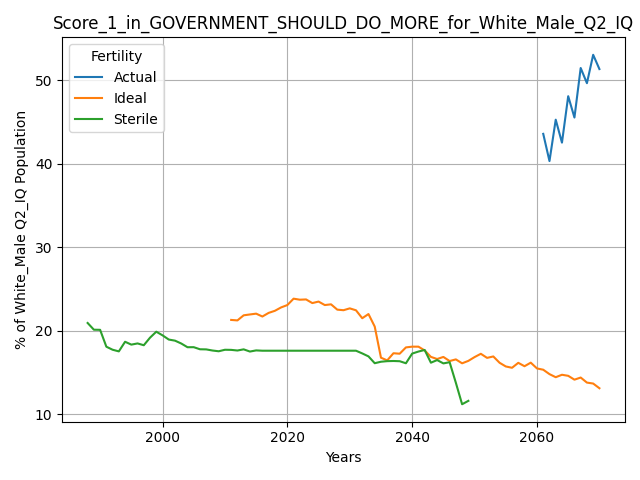 Score_1_in_GOVERNMENT_SHOULD_DO_MORE_for_White_Male_Q2_IQ
Fertility
Actual
Ideal
Sterile
% of White_Male Q2_IQ Population
50
40
30
20
10
2000
2020
2040
2060
Years